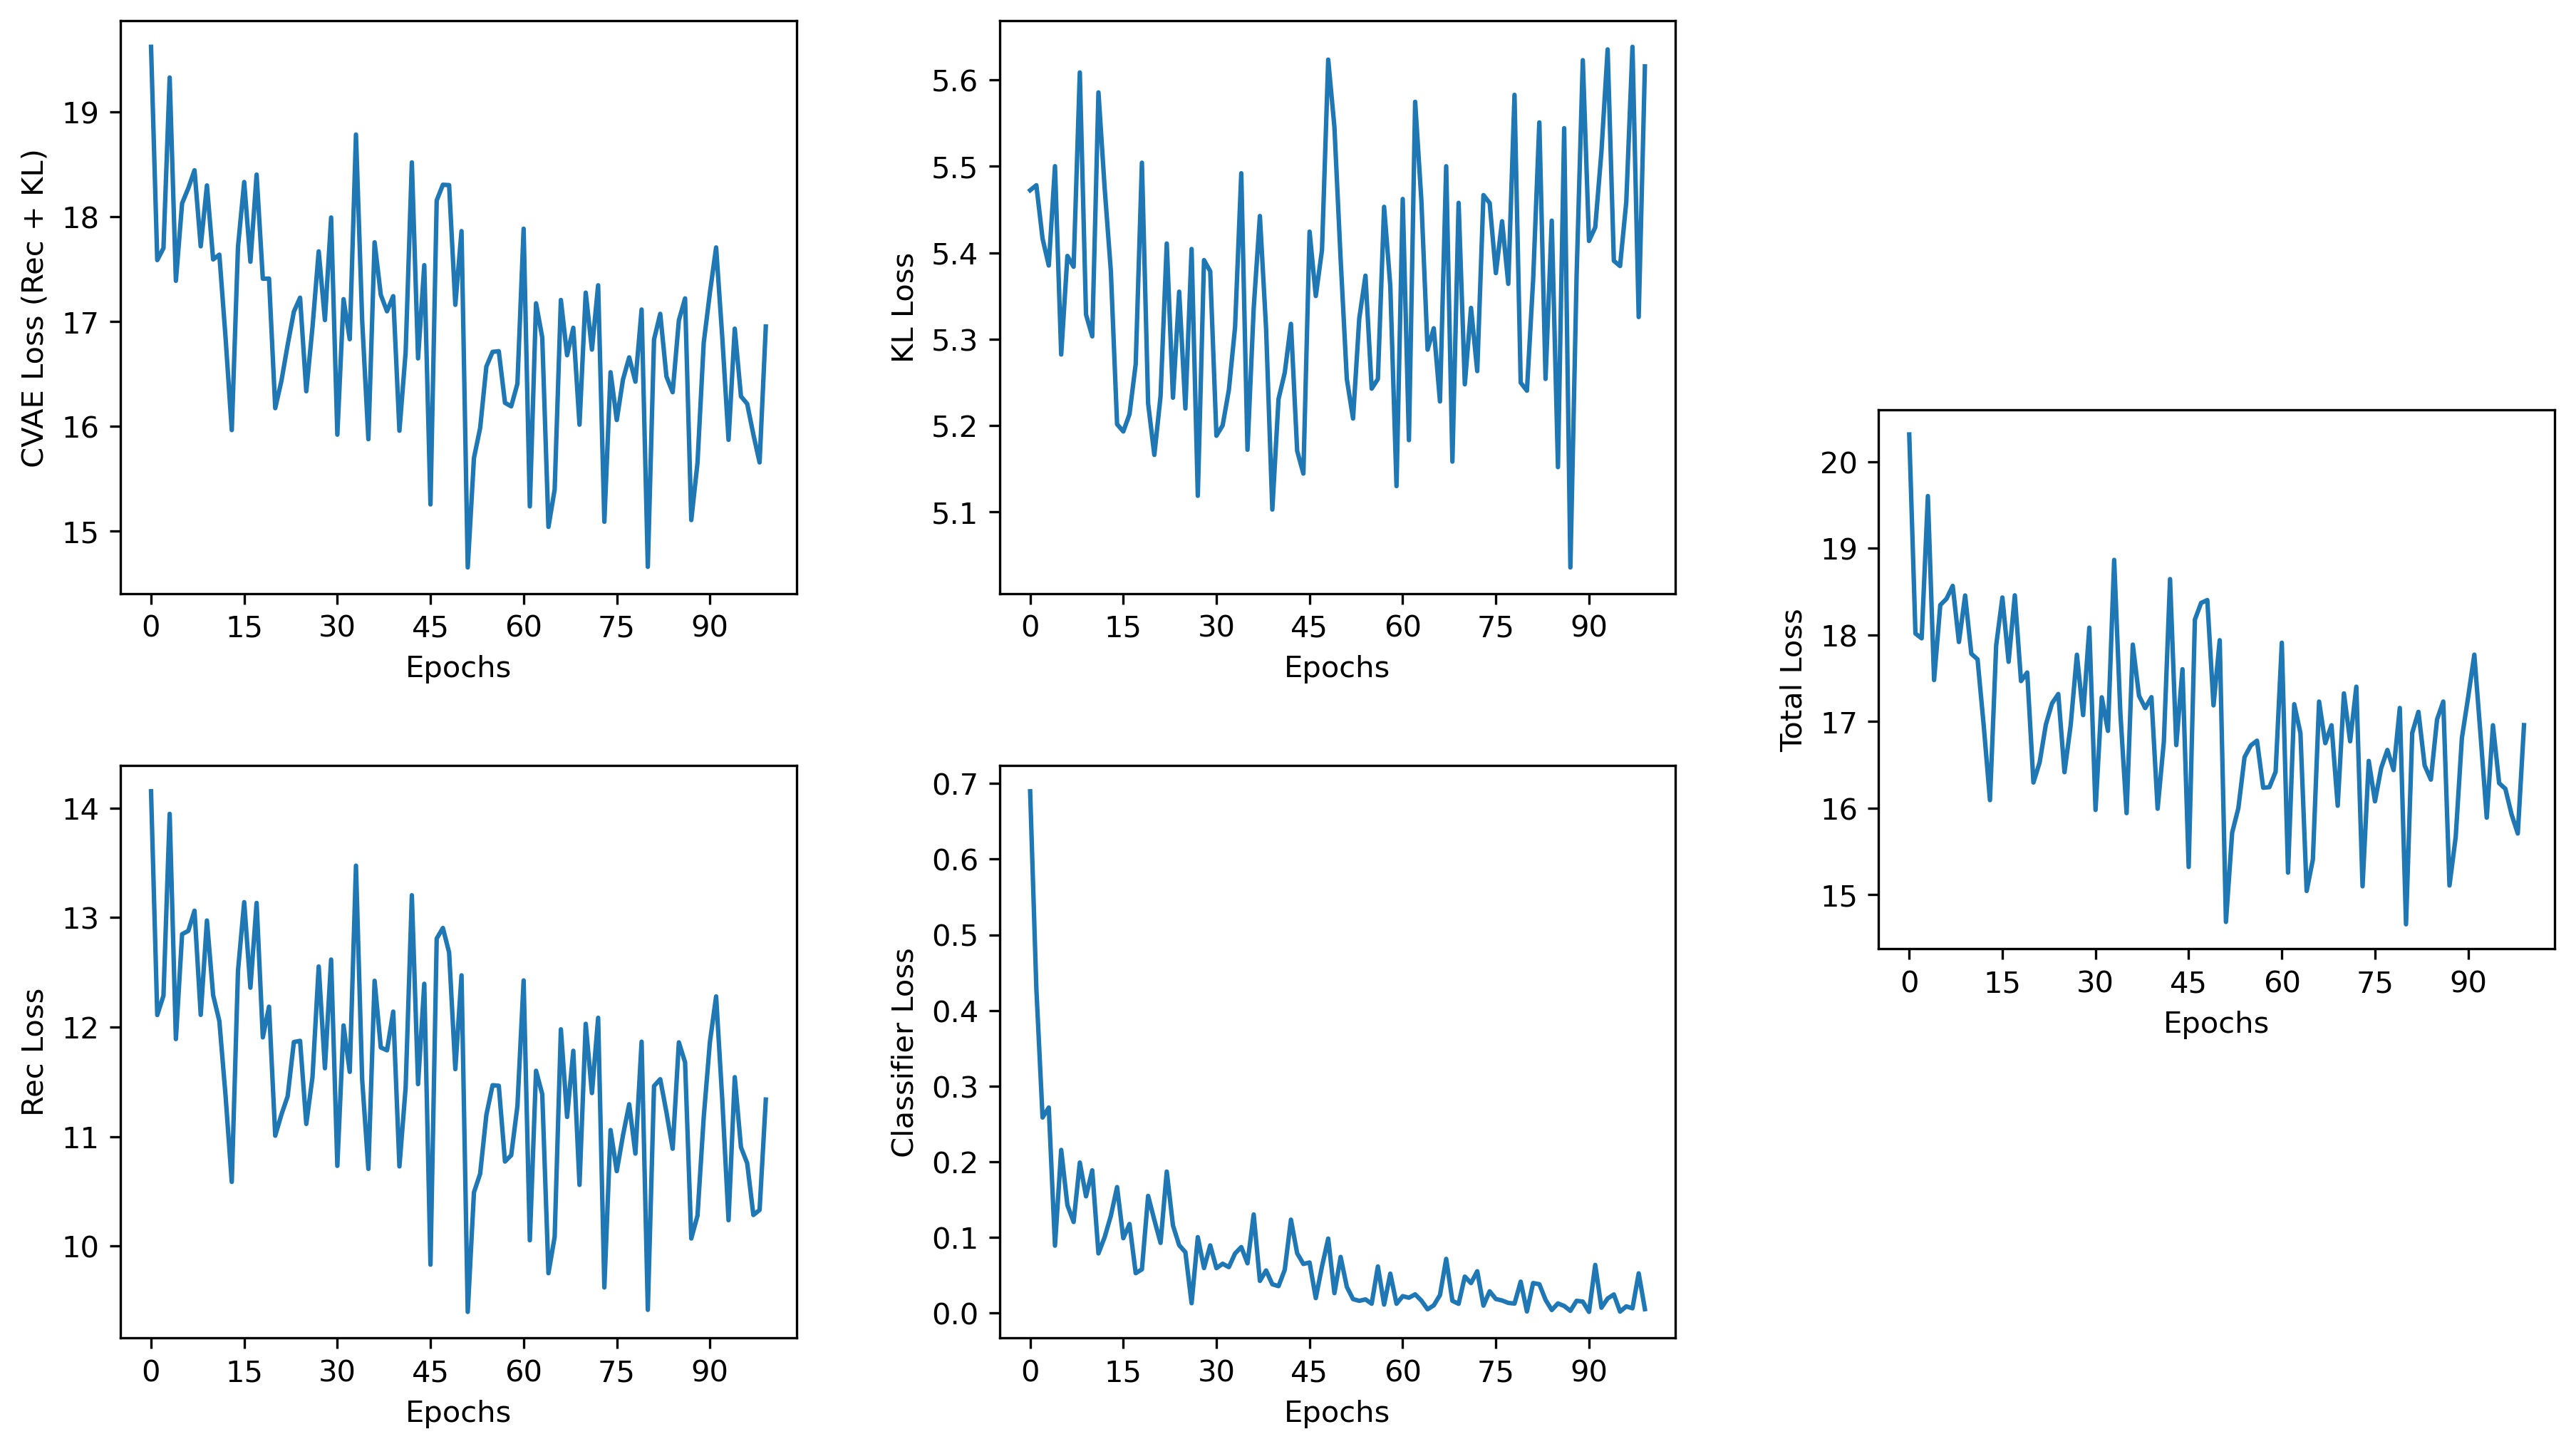 CVAE Loss (Rec + KL)
19
18
17
16
15
0 15 30 45 60 75 90
Epochs
KL Loss
5.6
5.5
5.4
5.3
5.2
5.1
0 15 30 45 60 75 90
Epochs
Rec Loss
14
13
12
11
10
0 15 30 45 60 75 90
Epochs
Classifier Loss
0.7
0.6
0.5
0.4
0.3
0.2
0.1
0.0
0 15 30 45 60 75 90
Epochs
Total Loss
20
19
18
17
16
15
0 15 30 45 60 75 90
Epochs